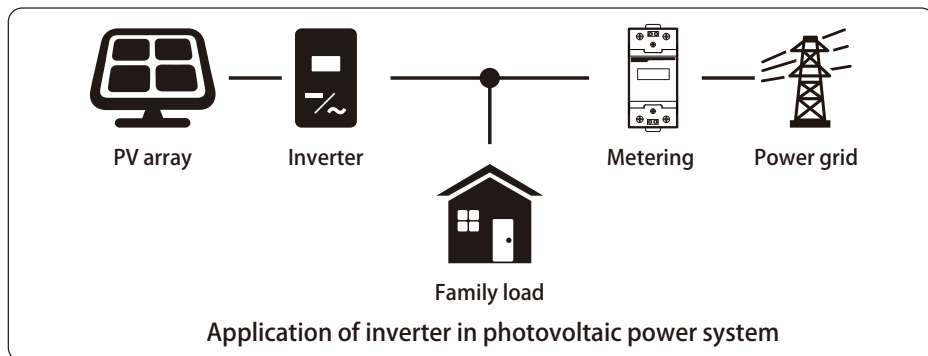 PV array
Inverter
Metering
Power grid
Family load
Application of inverter in photovoltaic power system